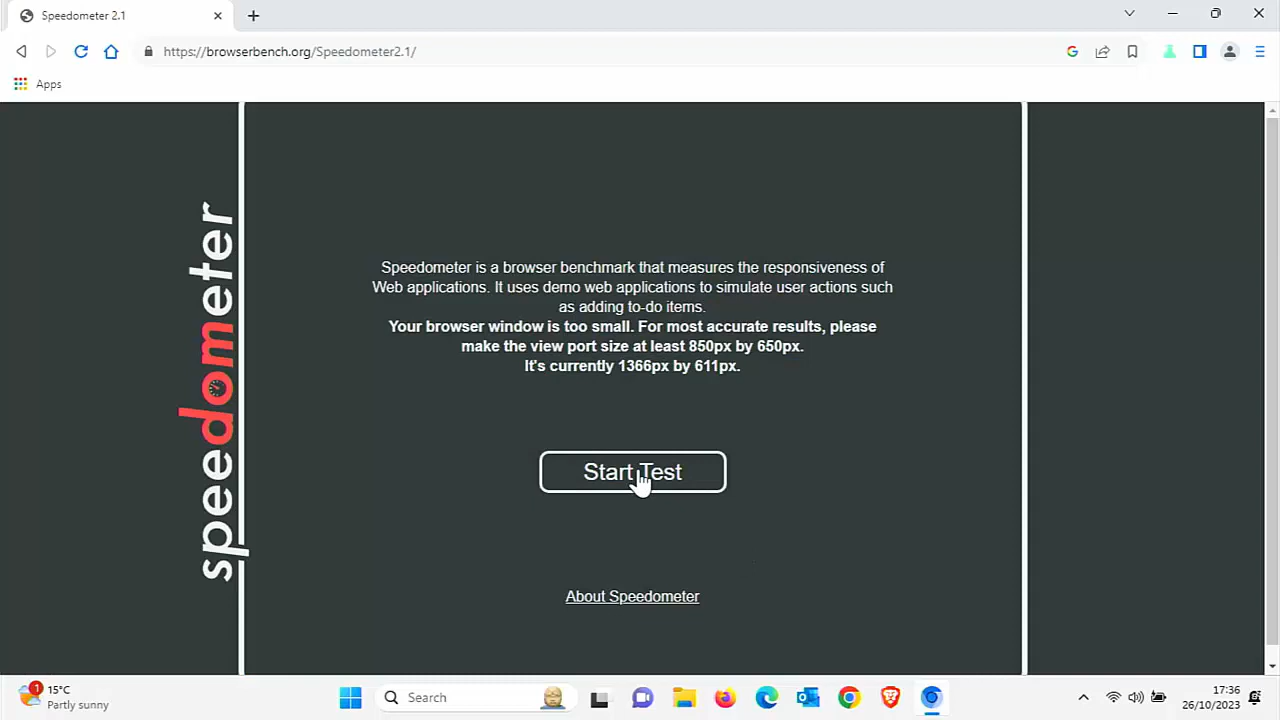 Speedometer 2.1
https://browserbench.org/Speedometer2.1/
Apps
speedometer
Speedometer is a browser benchmark that measures the responsiveness of
Web applications. It uses demo web applications to simulate user actions such
as adding to-do items.
Your browser window is too small. For most accurate results, please
make the view port size at least 850px by 650px.
It's currently 1366px by 611px.
Start Test
About Speedometer
1
15°C
Partly sunny
Search
17:36
26/10/2023